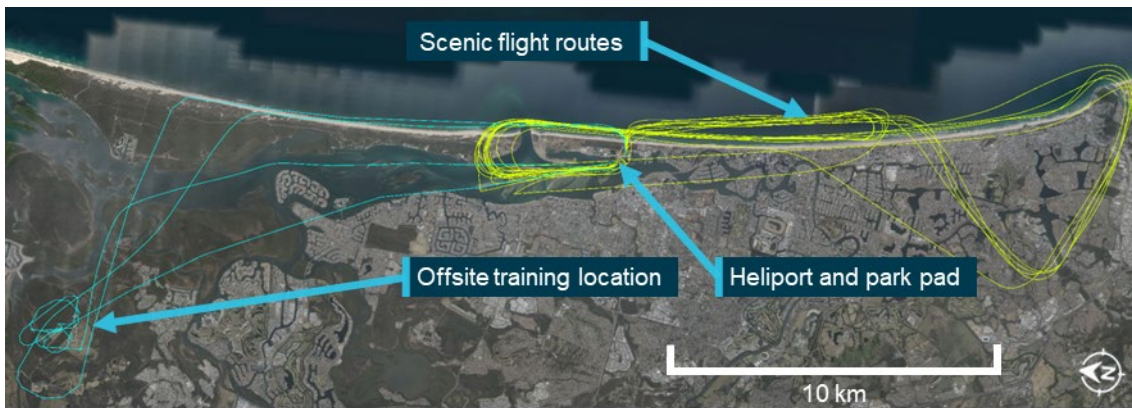 Scenic flight routes
Offsite training location
Heliport and park pad
10 km
N